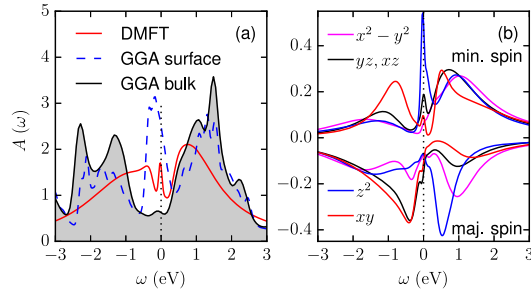 (a)
DMFT
GGA surface
GGA bulk
A (ω)
5
4
3
2
1
0
−3 −2 −1 0 1 2 3
ω (eV)
(b)
x² − y²
yz, xz
min. spin
0.4
0.2
0.0
−0.2
−0.4
z²
xy
maj. spin
−3 −2 −1 0 1 2 3
ω (eV)